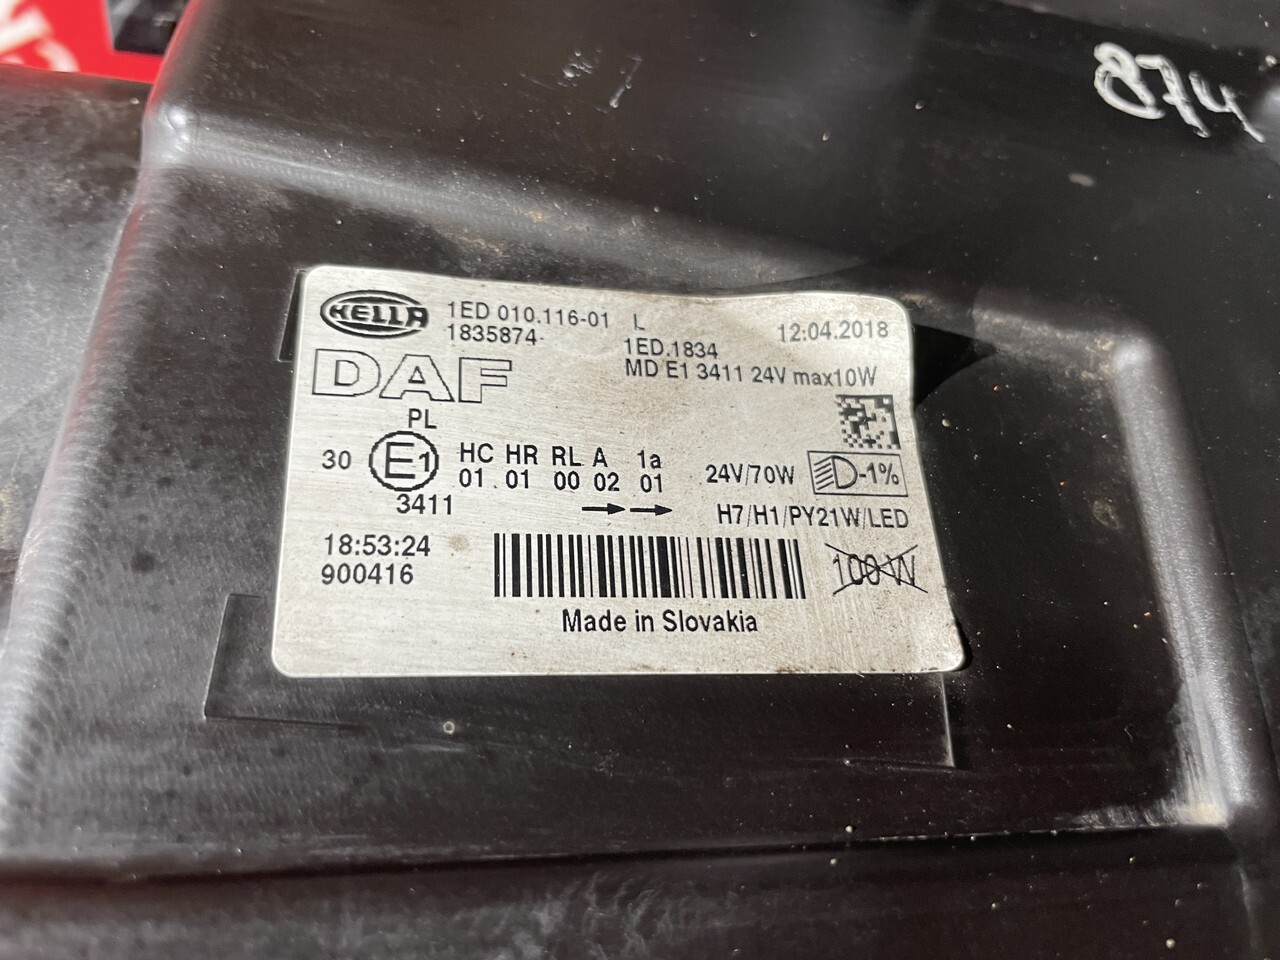 874
HELLA
1ED 010.116-01 L 12.04.2018
1835874
1ED.1834
DAF
MD E1 3411 24V max10W
PL
30 E1 HC HR RL A 1a
01 01 00 02 01
24V/70W -1%
3411
H7/H1/PY21W/LED
18:53:24
900416
100 W
Made in Slovakia